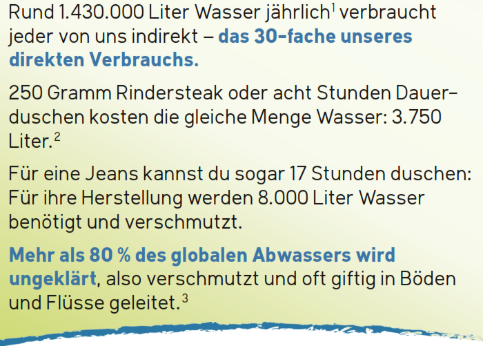 Rund 1.430.000 Liter Wasser jährlich¹ verbraucht
jeder von uns indirekt – das 30-fache unseres
direkten Verbrauchs.
250 Gramm Rindersteak oder acht Stunden Dauer-
duschen kosten die gleiche Menge Wasser: 3.750
Liter.²
Für eine Jeans kannst du sogar 17 Stunden duschen:
Für ihre Herstellung werden 8.000 Liter Wasser
benötigt und verschmutzt.
Mehr als 80 % des globalen Abwassers wird
ungeklärt, also verschmutzt und oft giftig in Böden
und Flüsse geleitet.³